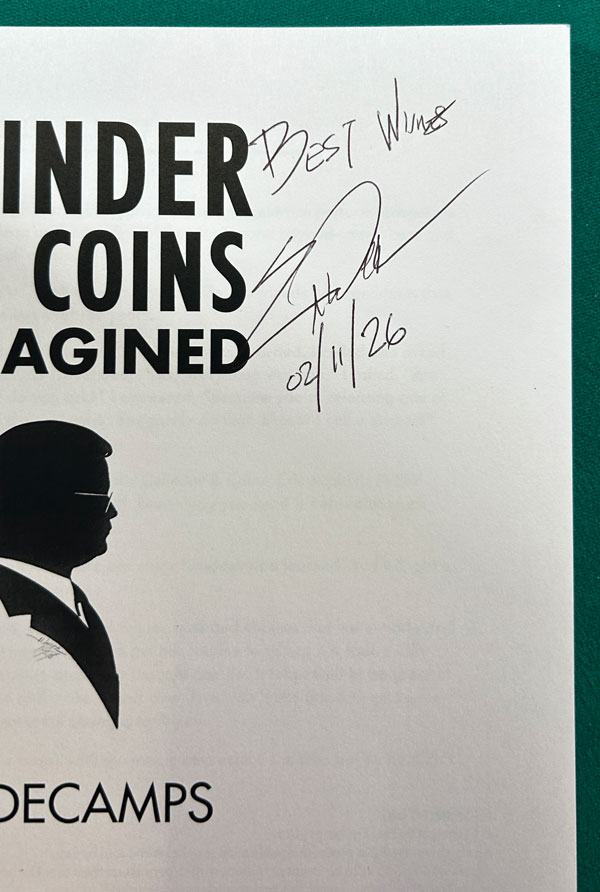 BEST WISHES
INDER
COINS
AGINED
02/11/26
DECAMPS